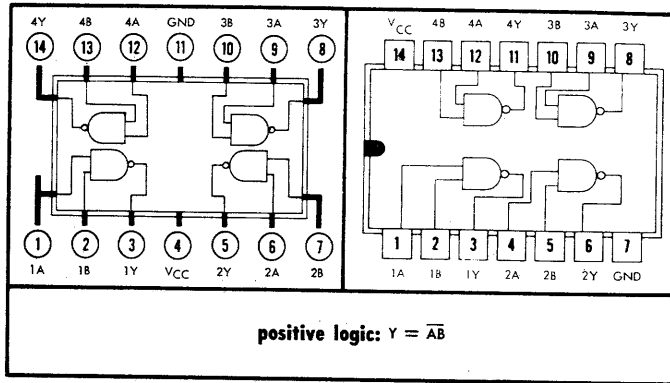 4Y 4B 4A GND 3B 3A 3Y
14 13 12 11 10 9 8
1 2 3 4 5 6 7
1A 1B 1Y VCC 2Y 2A 2B
VCC 4B 4A 4Y 3B 3A 3Y
14 13 12 11 10 9 8
1 2 3 4 5 6 7
1A 1B 1Y 2A 2B 2Y GND
positive logic: Y = \overline{AB}